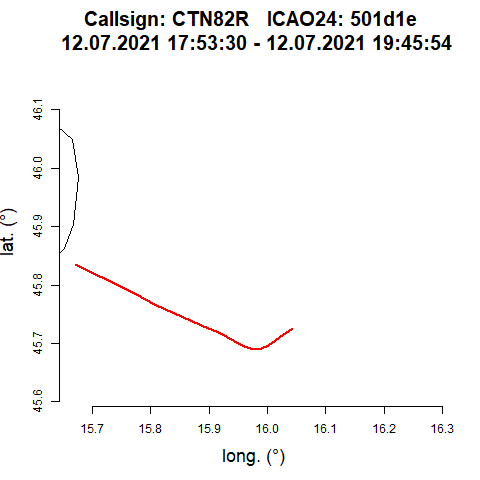 Callsign: CTN82R   ICAO24: 501d1e
12.07.2021 17:53:30 - 12.07.2021 19:45:54
46.1
46.0
45.9
45.8
45.7
45.6
lat. (°)
15.7 15.8 15.9 16.0 16.1 16.2 16.3
long. (°)